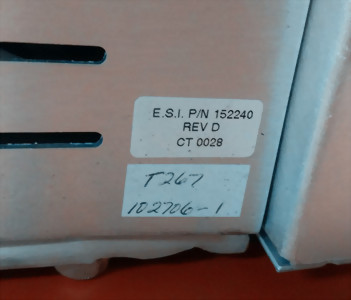 E.S.I. P/N 152240
REV D
CT 0028
T267
102706-1